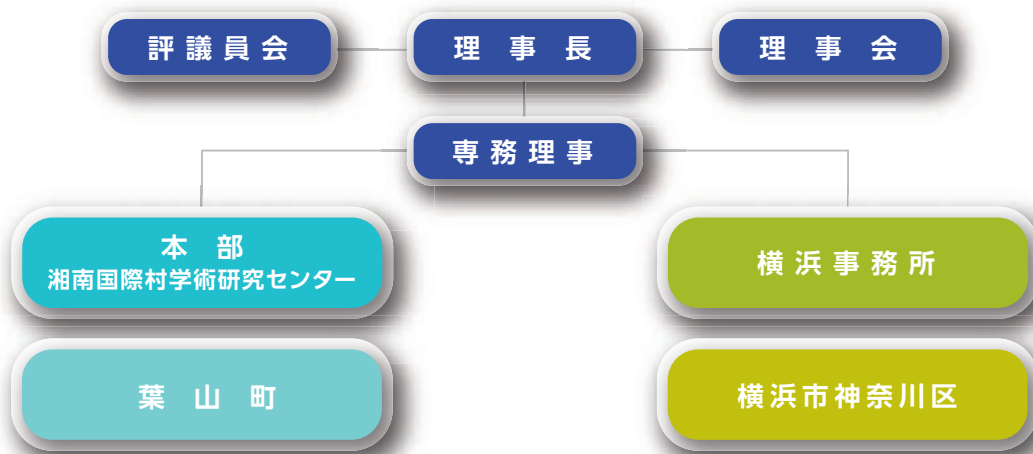 評議員会
理事長
理事会
専務理事
本部
湘南国際村学術研究センター
横浜事務所
葉山町
横浜市神奈川区